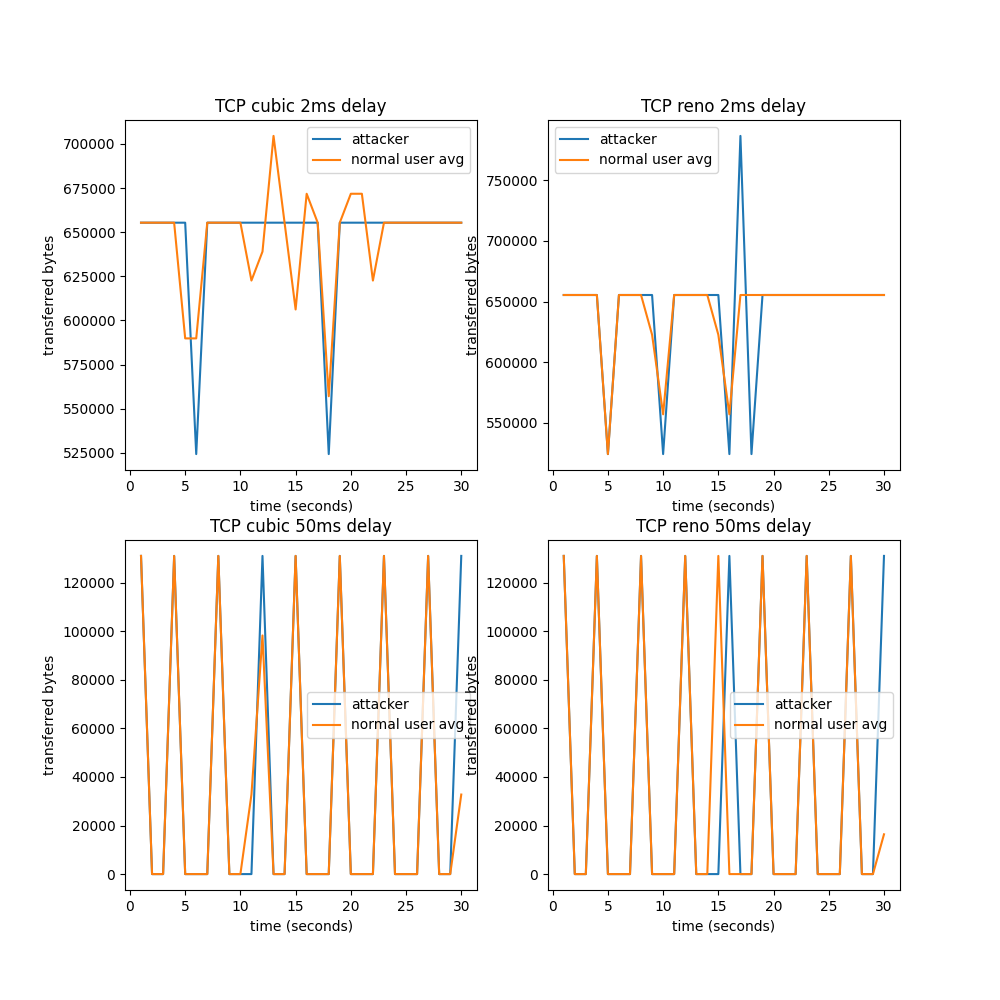 TCP cubic 2ms delay
transferred bytes
700000
675000
650000
625000
600000
575000
550000
525000
attacker
normal user avg
0 5 10 15 20 25 30
time (seconds)
TCP reno 2ms delay
transferred bytes
750000
700000
650000
600000
550000
attacker
normal user avg
0 5 10 15 20 25 30
time (seconds)
TCP cubic 50ms delay
transferred bytes
120000
100000
80000
60000
40000
20000
0
attacker
normal user avg
0 5 10 15 20 25 30
time (seconds)
TCP reno 50ms delay
transferred bytes
120000
100000
80000
60000
40000
20000
0
attacker
normal user avg
0 5 10 15 20 25 30
time (seconds)